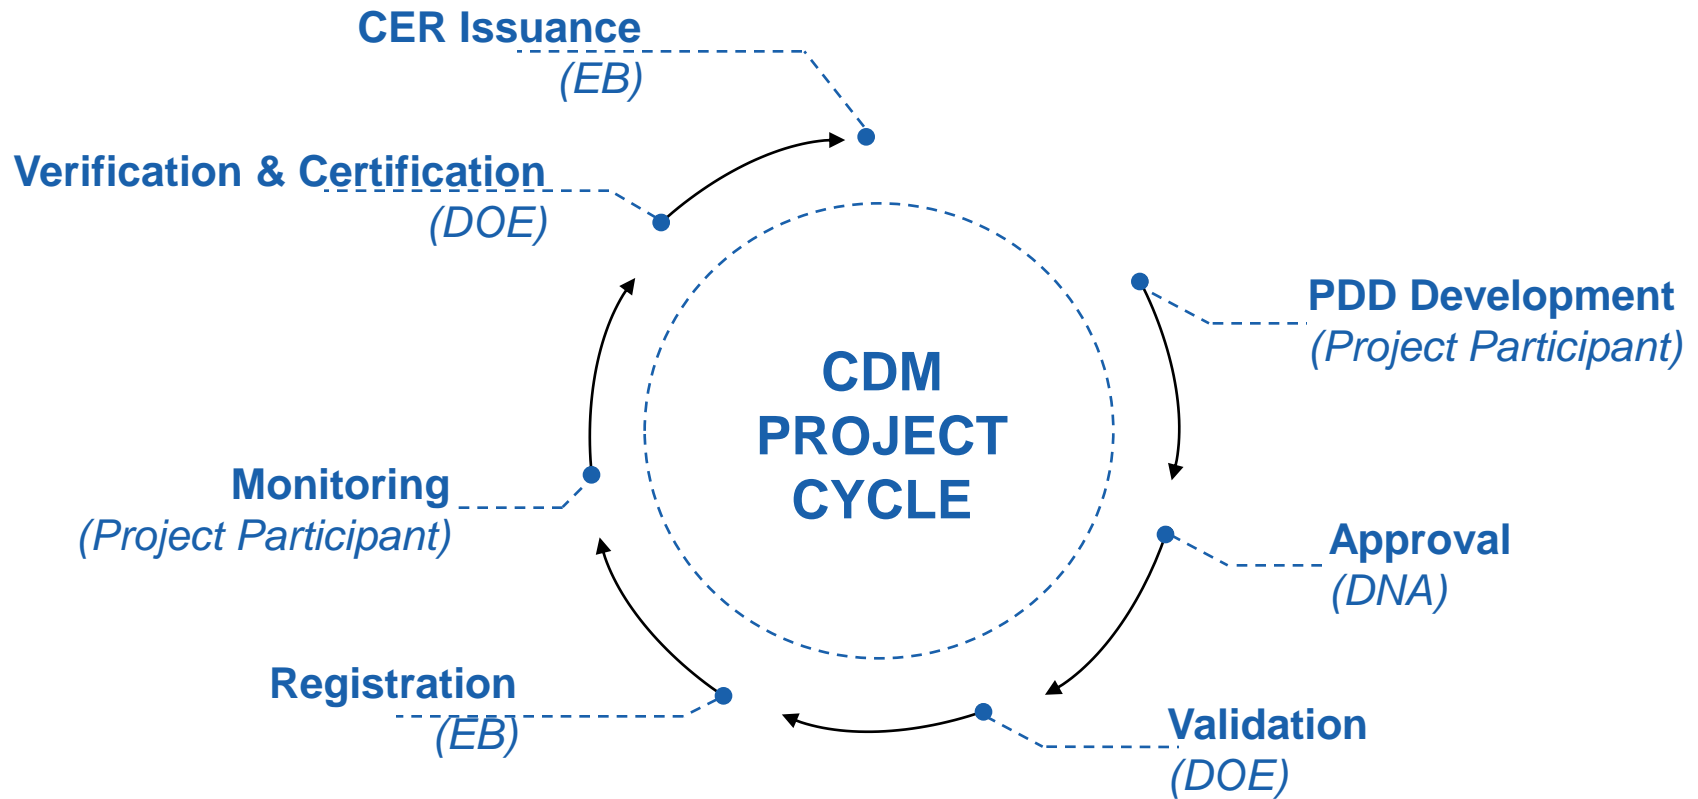 CER Issuance
(EB)
Verification & Certification
(DOE)
PDD Development
(Project Participant)
CDM
PROJECT
CYCLE
Monitoring
(Project Participant)
Approval
(DNA)
Registration
(EB)
Validation
(DOE)